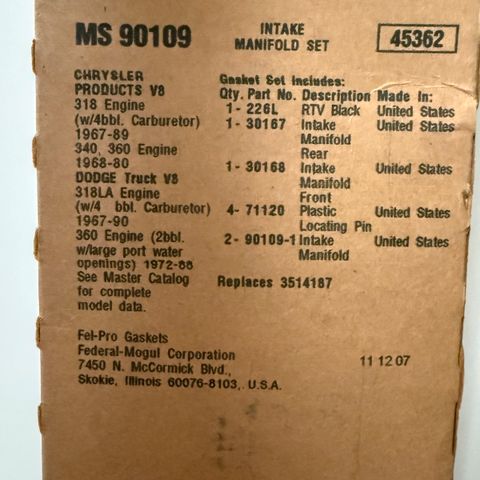 MS 90109
INTAKE
MANIFOLD SET
45362
CHRYSLER
PRODUCTS V8
318 Engine
(w/4bbl. Carburetor)
1967-89
340, 360 Engine
1968-80
DODGE Truck V8
318LA Engine
(w/4 bbl. Carburetor)
1967-90
360 Engine (2bbl.
w/large port water
openings) 1972-88
See Master Catalog
for complete
model data.
Gasket Set Includes:
Qty. Part No. Description Made In:
1- 226L RTV Black United States
1- 30167 Intake United States
Manifold
Rear
1- 30168 Intake United States
Manifold
Front
4- 71120 Plastic United States
Locating Pin
2- 90109-1 Intake United States
Manifold
Replaces 3514187
Fel-Pro Gaskets
Federal-Mogul Corporation
7450 N. McCormick Blvd.,
Skokie, Illinois 60076-8103,. U.S.A.
11 12 07